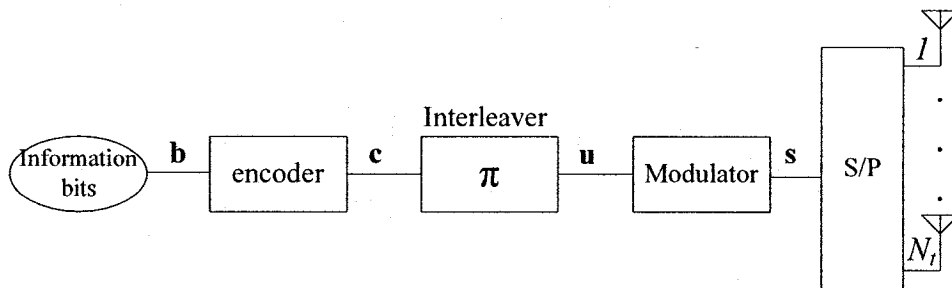 Information
bits
b
encoder
c
Interleaver
π
u
Modulator
s
S/P
1
N_t